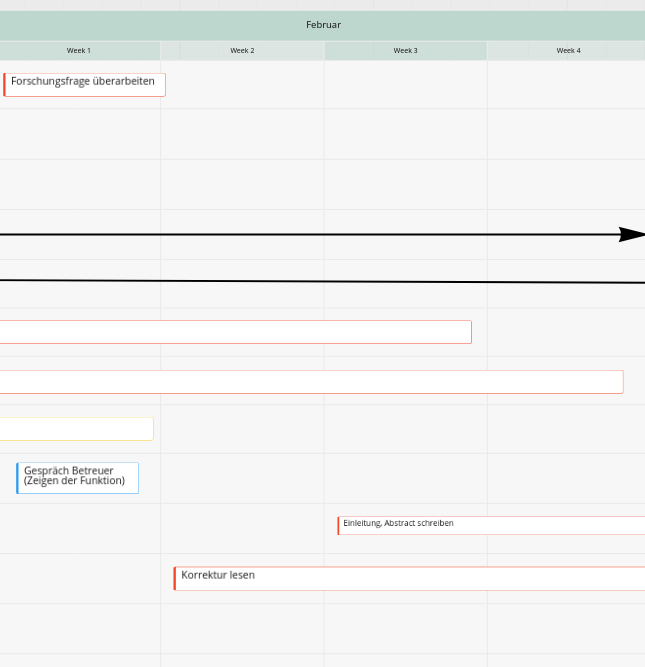 Februar
Week 1
Week 2
Week 3
Week 4
Forschungsfrage überarbeiten
Gespräch Betreuer
(Zeigen der Funktion)
Einleitung, Abstract schreiben
Korrektur lesen